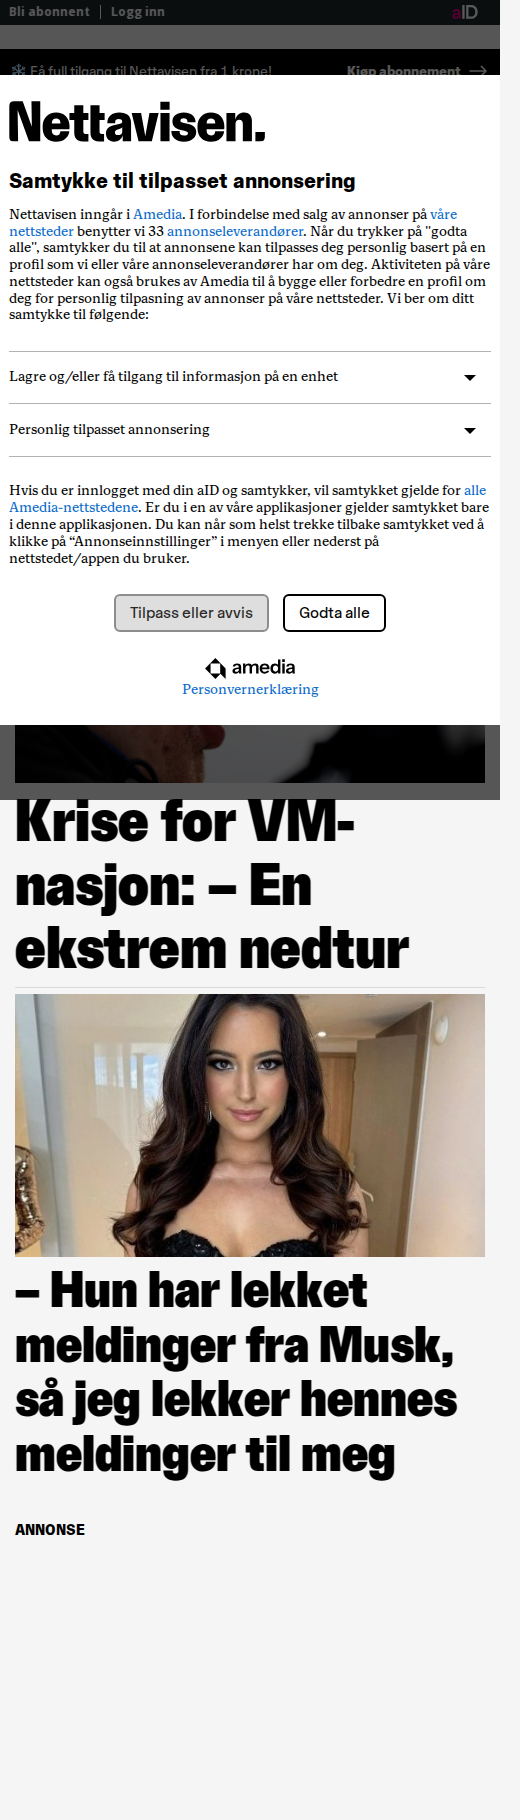 Bli abonnent | Logg inn
aID
Få full tilgang til Nettavisen fra 1 krone!
Kjøp abonnement
Nettavisen.
Samtykke til tilpasset annonsering
Nettavisen inngår i Amedia. I forbindelse med salg av annonser på våre
nettsteder benytter vi 33 annonseleverandører. Når du trykker på "godta
alle", samtykker du til at annonsene kan tilpasses deg personlig basert på en
profil som vi eller våre annonseleverandører har om deg. Aktiviteten på våre
nettsteder kan også brukes av Amedia til å bygge eller forbedre en profil om
deg for personlig tilpasning av annonser på våre nettsteder. Vi ber om ditt
samtykke til følgende:
Lagre og/eller få tilgang til informasjon på en enhet
Personlig tilpasset annonsering
Hvis du er innlogget med din aID og samtykker, vil samtykket gjelde for alle
Amedia-nettstedene. Er du i en av våre applikasjoner gjelder samtykket bare
i denne applikasjonen. Du kan når som helst trekke tilbake samtykket ved å
klikke på “Annonseinnstillinger” i menyen eller nederst på
nettstedet/appen du bruker.
Tilpass eller avvis
Godta alle
amedia
Personvernerklæring
Krise for VM-
nasjon: – En
ekstrem nedtur
– Hun har lekket
meldinger fra Musk,
så jeg lekker hennes
meldinger til meg
ANNONSE